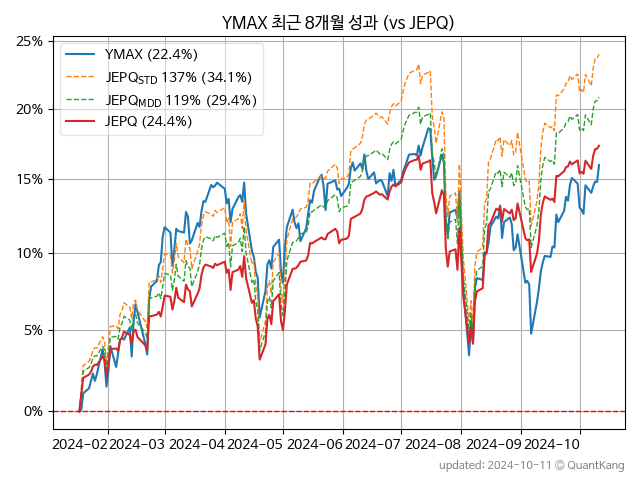 YMAX 최근 8개월 성과 (vs JEPQ)
25%
20%
15%
10%
5%
0%
YMAX (22.4%)
JEPQSTD 137% (34.1%)
JEPQMDD 119% (29.4%)
JEPQ (24.4%)
2024-02 2024-03 2024-04 2024-05 2024-06 2024-07 2024-08 2024-09 2024-10
updated: 2024-10-11 ⓒ QuantKang